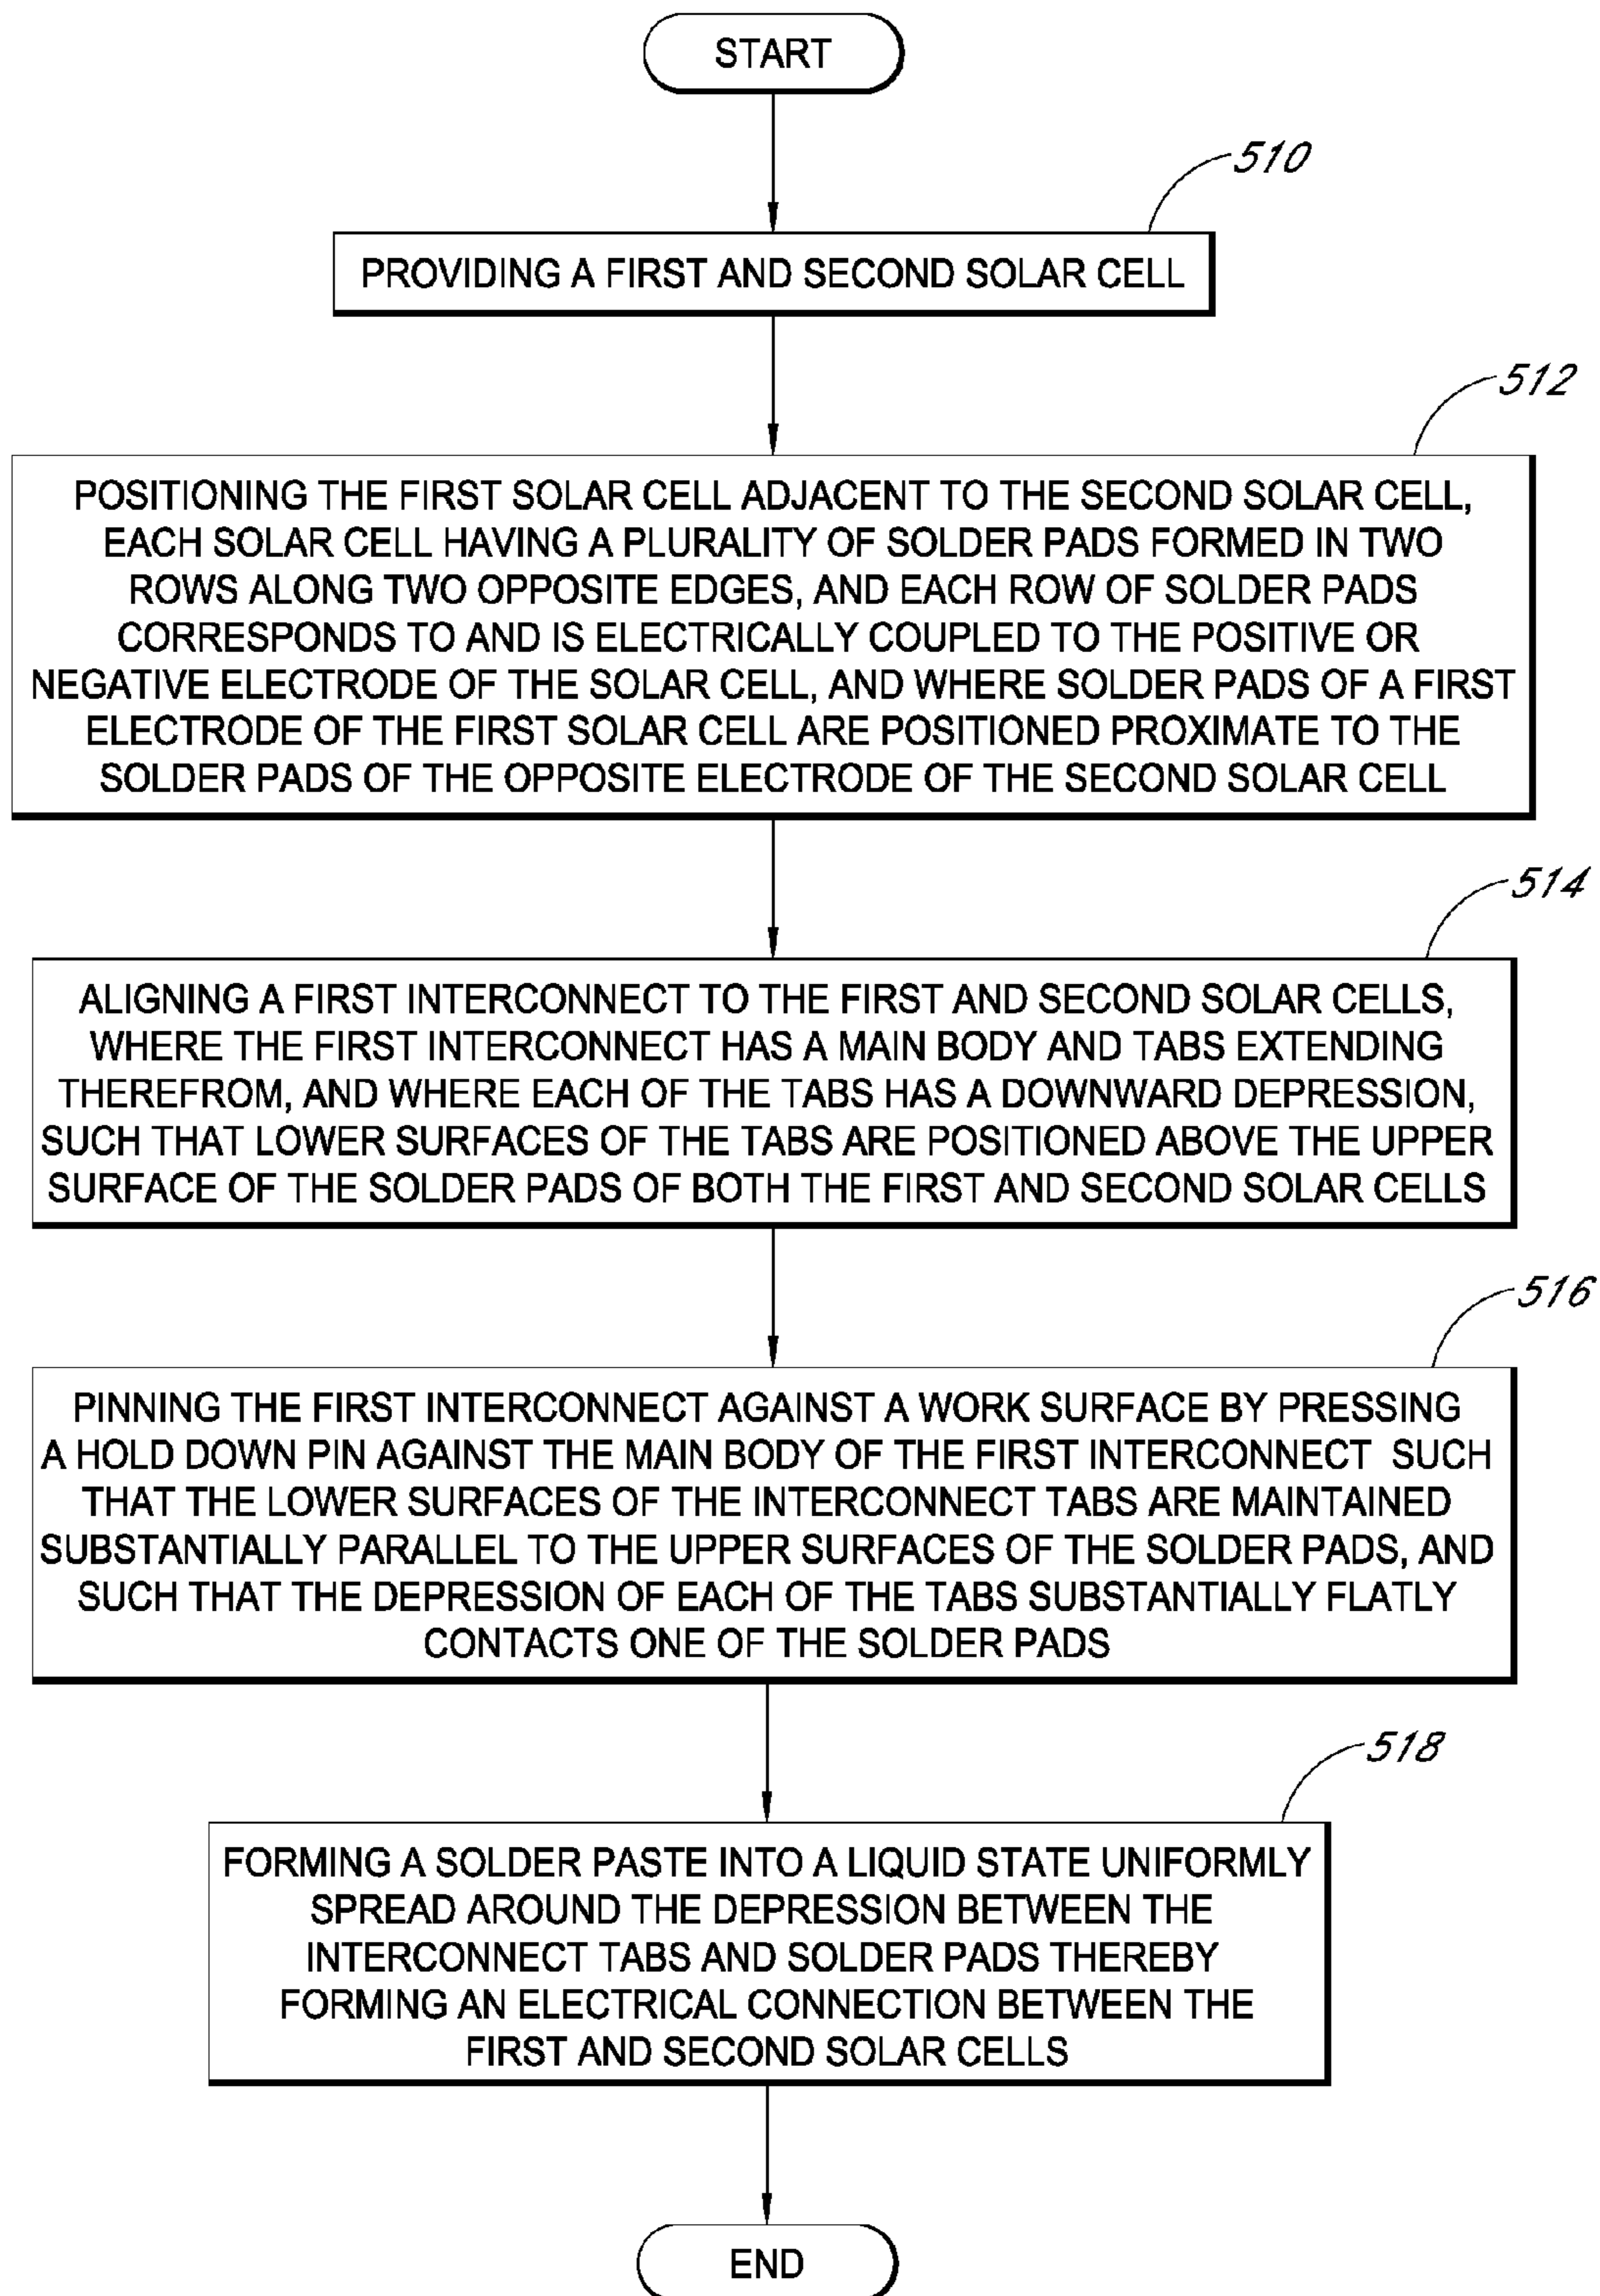 START
510
PROVIDING A FIRST AND SECOND SOLAR CELL
512
POSITIONING THE FIRST SOLAR CELL ADJACENT TO THE SECOND SOLAR CELL,
EACH SOLAR CELL HAVING A PLURALITY OF SOLDER PADS FORMED IN TWO
ROWS ALONG TWO OPPOSITE EDGES, AND EACH ROW OF SOLDER PADS
CORRESPONDS TO AND IS ELECTRICALLY COUPLED TO THE POSITIVE OR
NEGATIVE ELECTRODE OF THE SOLAR CELL, AND WHERE SOLDER PADS OF A FIRST
ELECTRODE OF THE FIRST SOLAR CELL ARE POSITIONED PROXIMATE TO THE
SOLDER PADS OF THE OPPOSITE ELECTRODE OF THE SECOND SOLAR CELL
514
ALIGNING A FIRST INTERCONNECT TO THE FIRST AND SECOND SOLAR CELLS,
WHERE THE FIRST INTERCONNECT HAS A MAIN BODY AND TABS EXTENDING
THEREFROM, AND WHERE EACH OF THE TABS HAS A DOWNWARD DEPRESSION,
SUCH THAT LOWER SURFACES OF THE TABS ARE POSITIONED ABOVE THE UPPER
SURFACE OF THE SOLDER PADS OF BOTH THE FIRST AND SECOND SOLAR CELLS
516
PINNING THE FIRST INTERCONNECT AGAINST A WORK SURFACE BY PRESSING
A HOLD DOWN PIN AGAINST THE MAIN BODY OF THE FIRST INTERCONNECT SUCH
THAT THE LOWER SURFACES OF THE INTERCONNECT TABS ARE MAINTAINED
SUBSTANTIALLY PARALLEL TO THE UPPER SURFACES OF THE SOLDER PADS, AND
SUCH THAT THE DEPRESSION OF EACH OF THE TABS SUBSTANTIALLY FLATLY
CONTACTS ONE OF THE SOLDER PADS
518
FORMING A SOLDER PASTE INTO A LIQUID STATE UNIFORMLY
SPREAD AROUND THE DEPRESSION BETWEEN THE
INTERCONNECT TABS AND SOLDER PADS THEREBY
FORMING AN ELECTRICAL CONNECTION BETWEEN THE
FIRST AND SECOND SOLAR CELLS
END